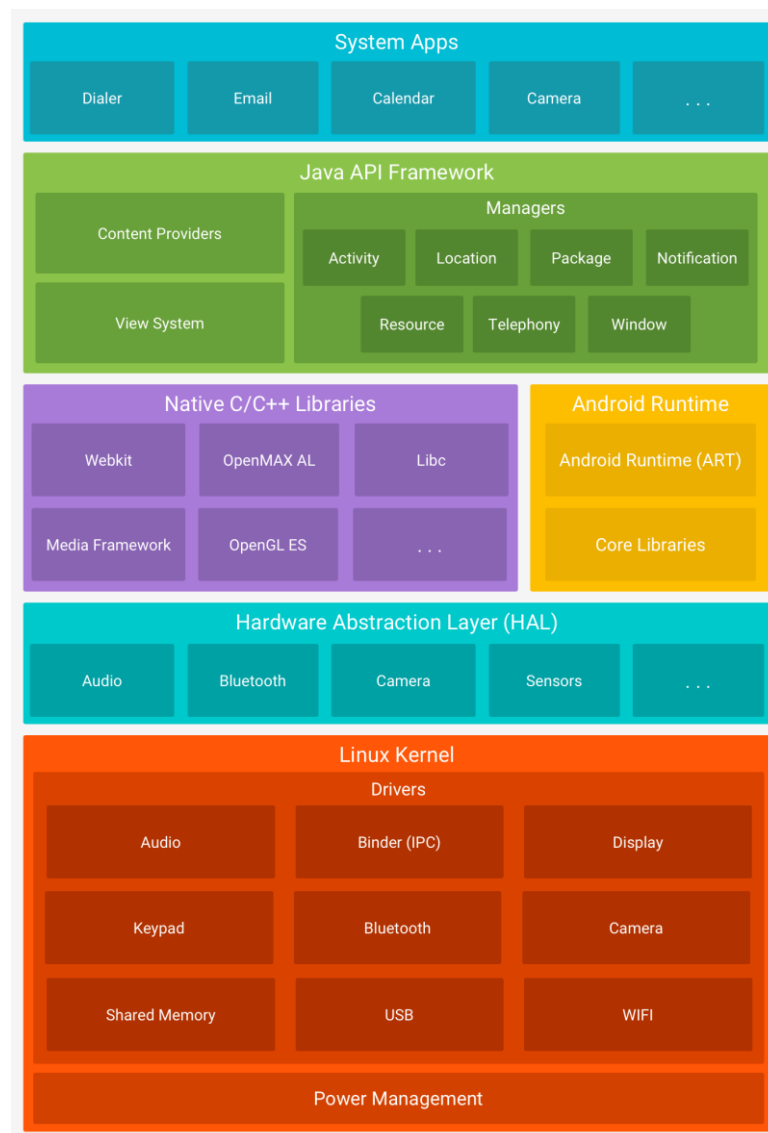 System Apps
Dialer
Email
Calendar
Camera
. . .
Java API Framework
Content Providers
View System
Managers
Activity
Location
Package
Notification
Resource
Telephony
Window
Native C/C++ Libraries
Webkit
OpenMAX AL
Libc
Media Framework
OpenGL ES
. . .
Android Runtime
Android Runtime (ART)
Core Libraries
Hardware Abstraction Layer (HAL)
Audio
Bluetooth
Camera
Sensors
. . .
Linux Kernel
Drivers
Audio
Binder (IPC)
Display
Keypad
Bluetooth
Camera
Shared Memory
USB
WIFI
Power Management